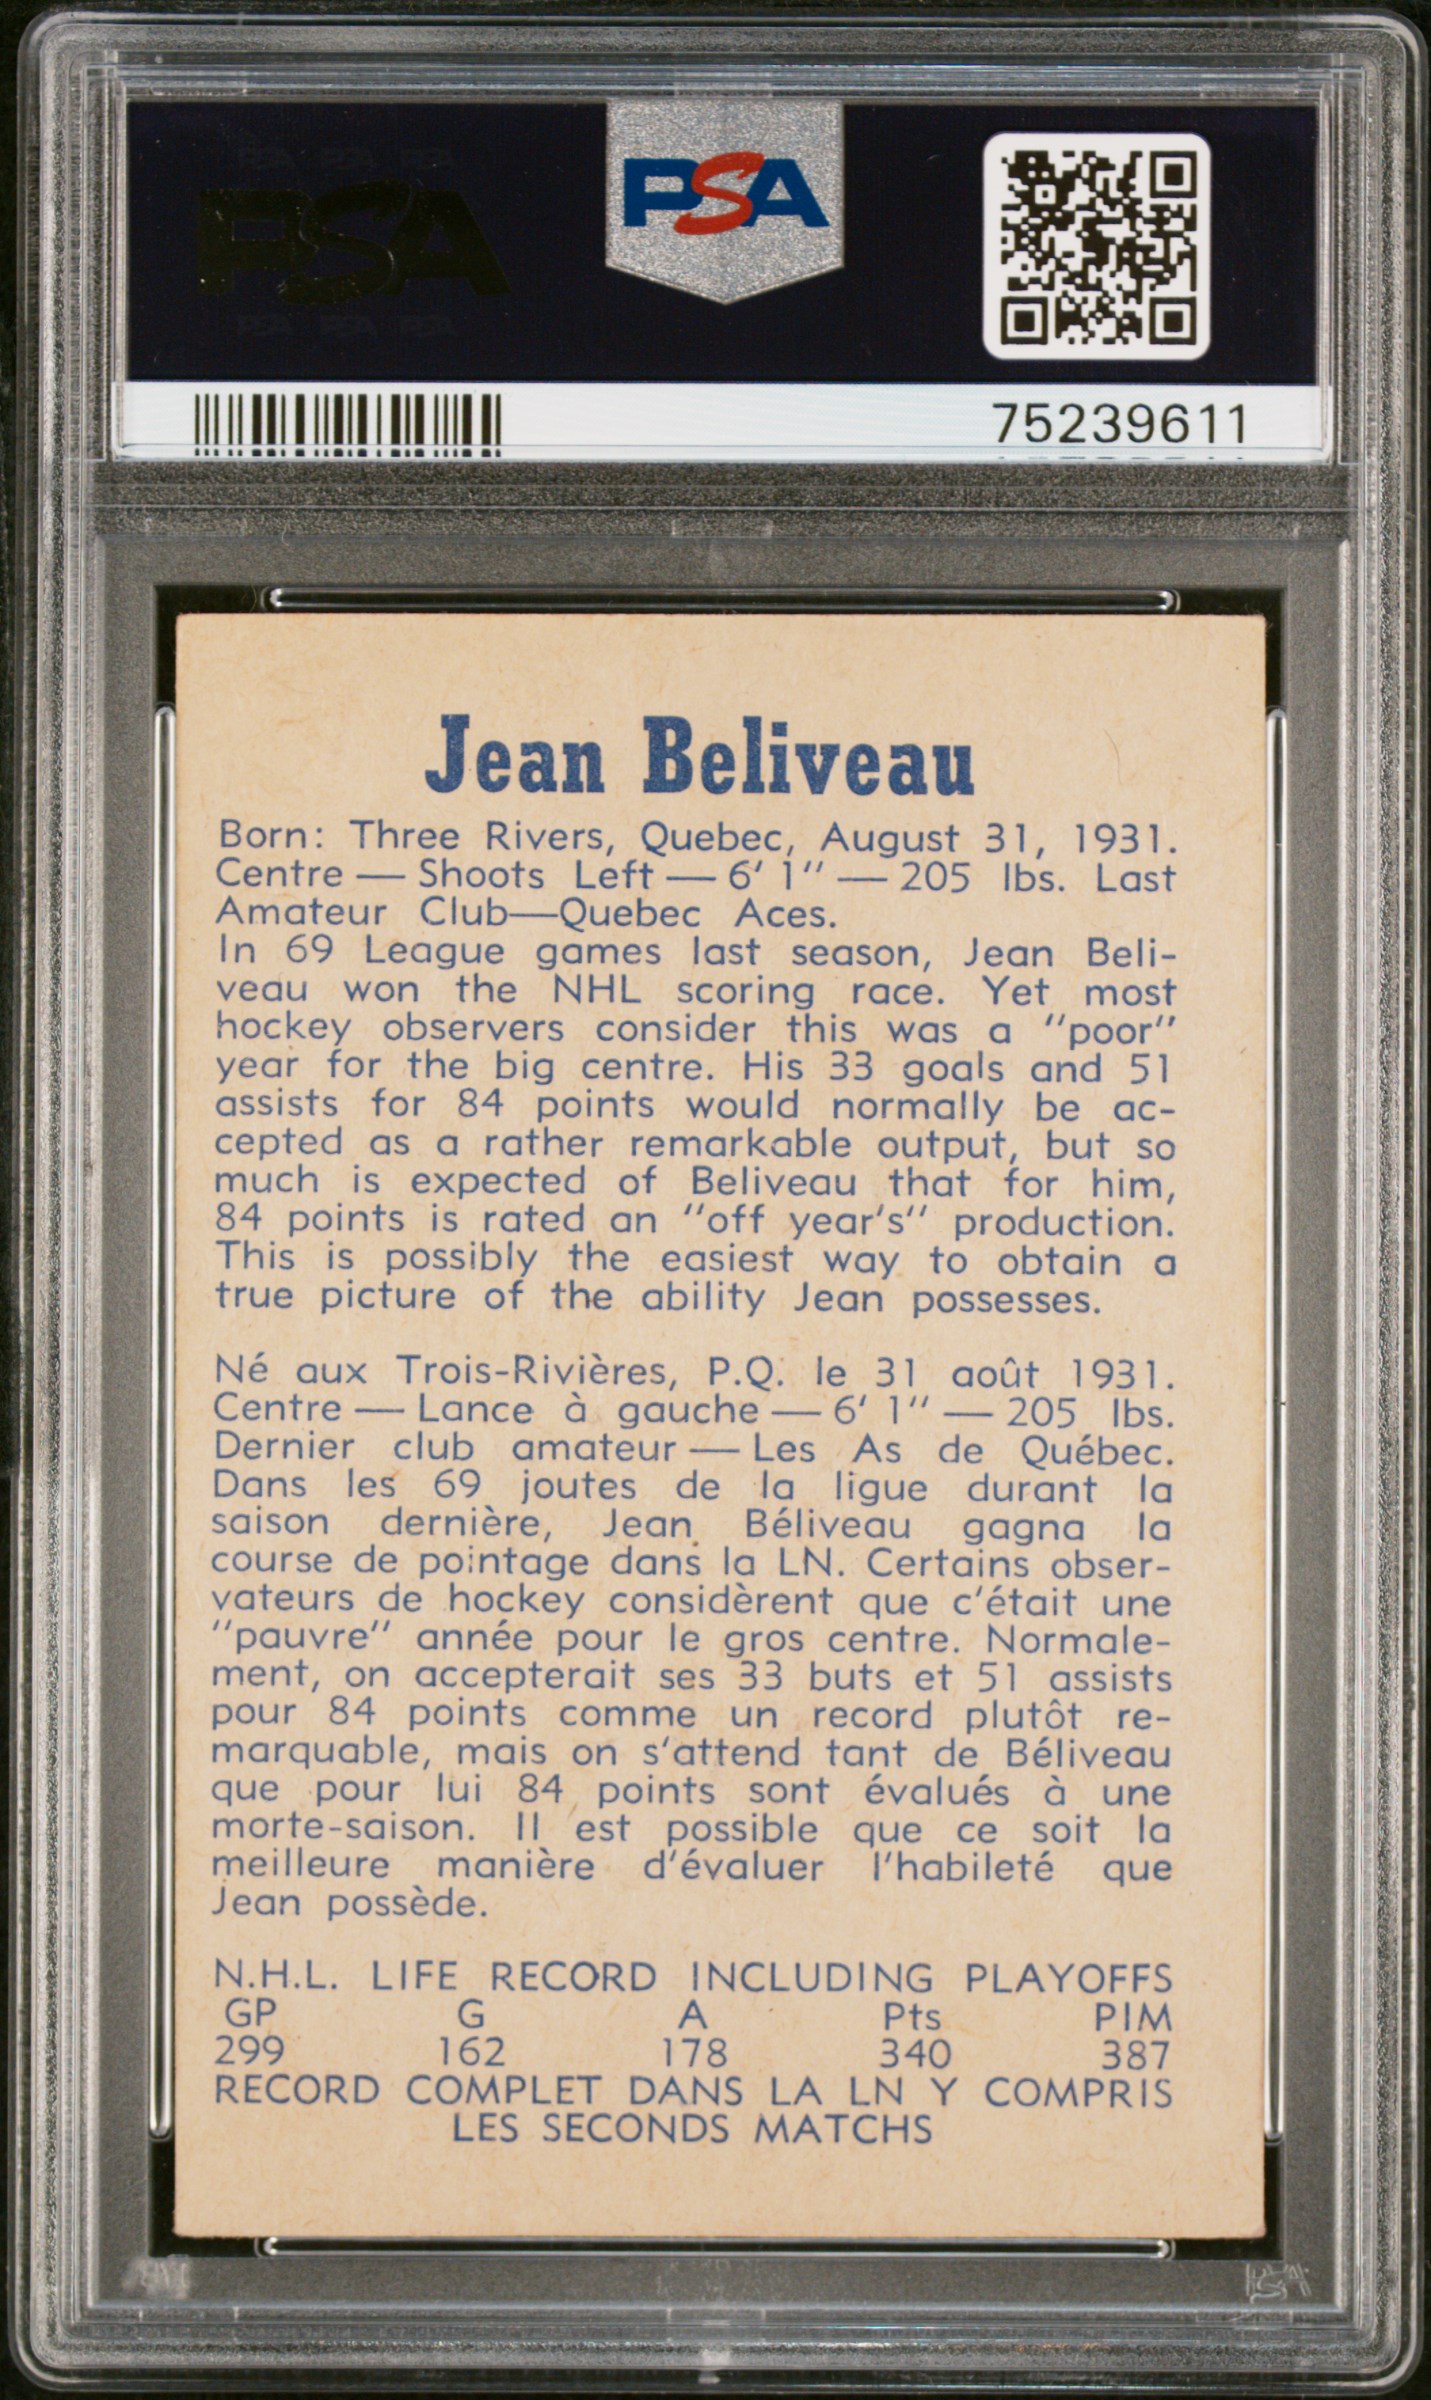 PSA
PSA
75239611
Jean Beliveau
Born: Three Rivers, Quebec, August 31, 1931.
Centre — Shoots Left — 6' 1" — 205 lbs. Last
Amateur Club—Quebec Aces.
In 69 League games last season, Jean Beli-
veau won the NHL scoring race. Yet most
hockey observers consider this was a "poor"
year for the big centre. His 33 goals and 51
assists for 84 points would normally be ac-
cepted as a rather remarkable output, but so
much is expected of Beliveau that for him,
84 points is rated an "off year's" production.
This is possibly the easiest way to obtain a
true picture of the ability Jean possesses.
Né aux Trois-Rivières, P.Q. le 31 août 1931.
Centre — Lance à gauche — 6' 1" — 205 lbs.
Dernier club amateur — Les As de Québec.
Dans les 69 joutes de la ligue durant la
saison dernière, Jean Béliveau gagna la
course de pointage dans la LN. Certains obser-
vateurs de hockey considèrent que c'était une
"pauvre" année pour le gros centre. Normale-
ment, on accepterait ses 33 buts et 51 assists
pour 84 points comme un record plutôt re-
marquable, mais on s'attend tant de Béliveau
que pour lui 84 points sont évalués à une
morte-saison. Il est possible que ce soit la
meilleure manière d'évaluer l'habileté que
Jean possède.
N.H.L. LIFE RECORD INCLUDING PLAYOFFS
GP G A Pts PIM
299 162 178 340 387
RECORD COMPLET DANS LA LN Y COMPRIS
LES SECONDS MATCHS
PSA